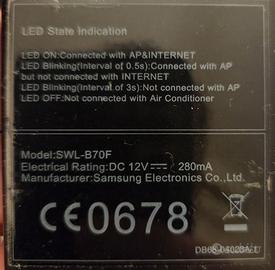 LED State Indication
LED ON:Connected with AP&INTERNET
LED Blinking(Interval of 0.5s):Connected with AP
but not connected with INTERNET
LED Blinking(Interval of 3s):Not connected with AP
LED OFF:Not connected with Air Conditioner
Model:SWL-B70F
Electrical Rating:DC 12V⎓ 280mA
Manufacturer:Samsung Electronics Co.,Ltd.
CE0678